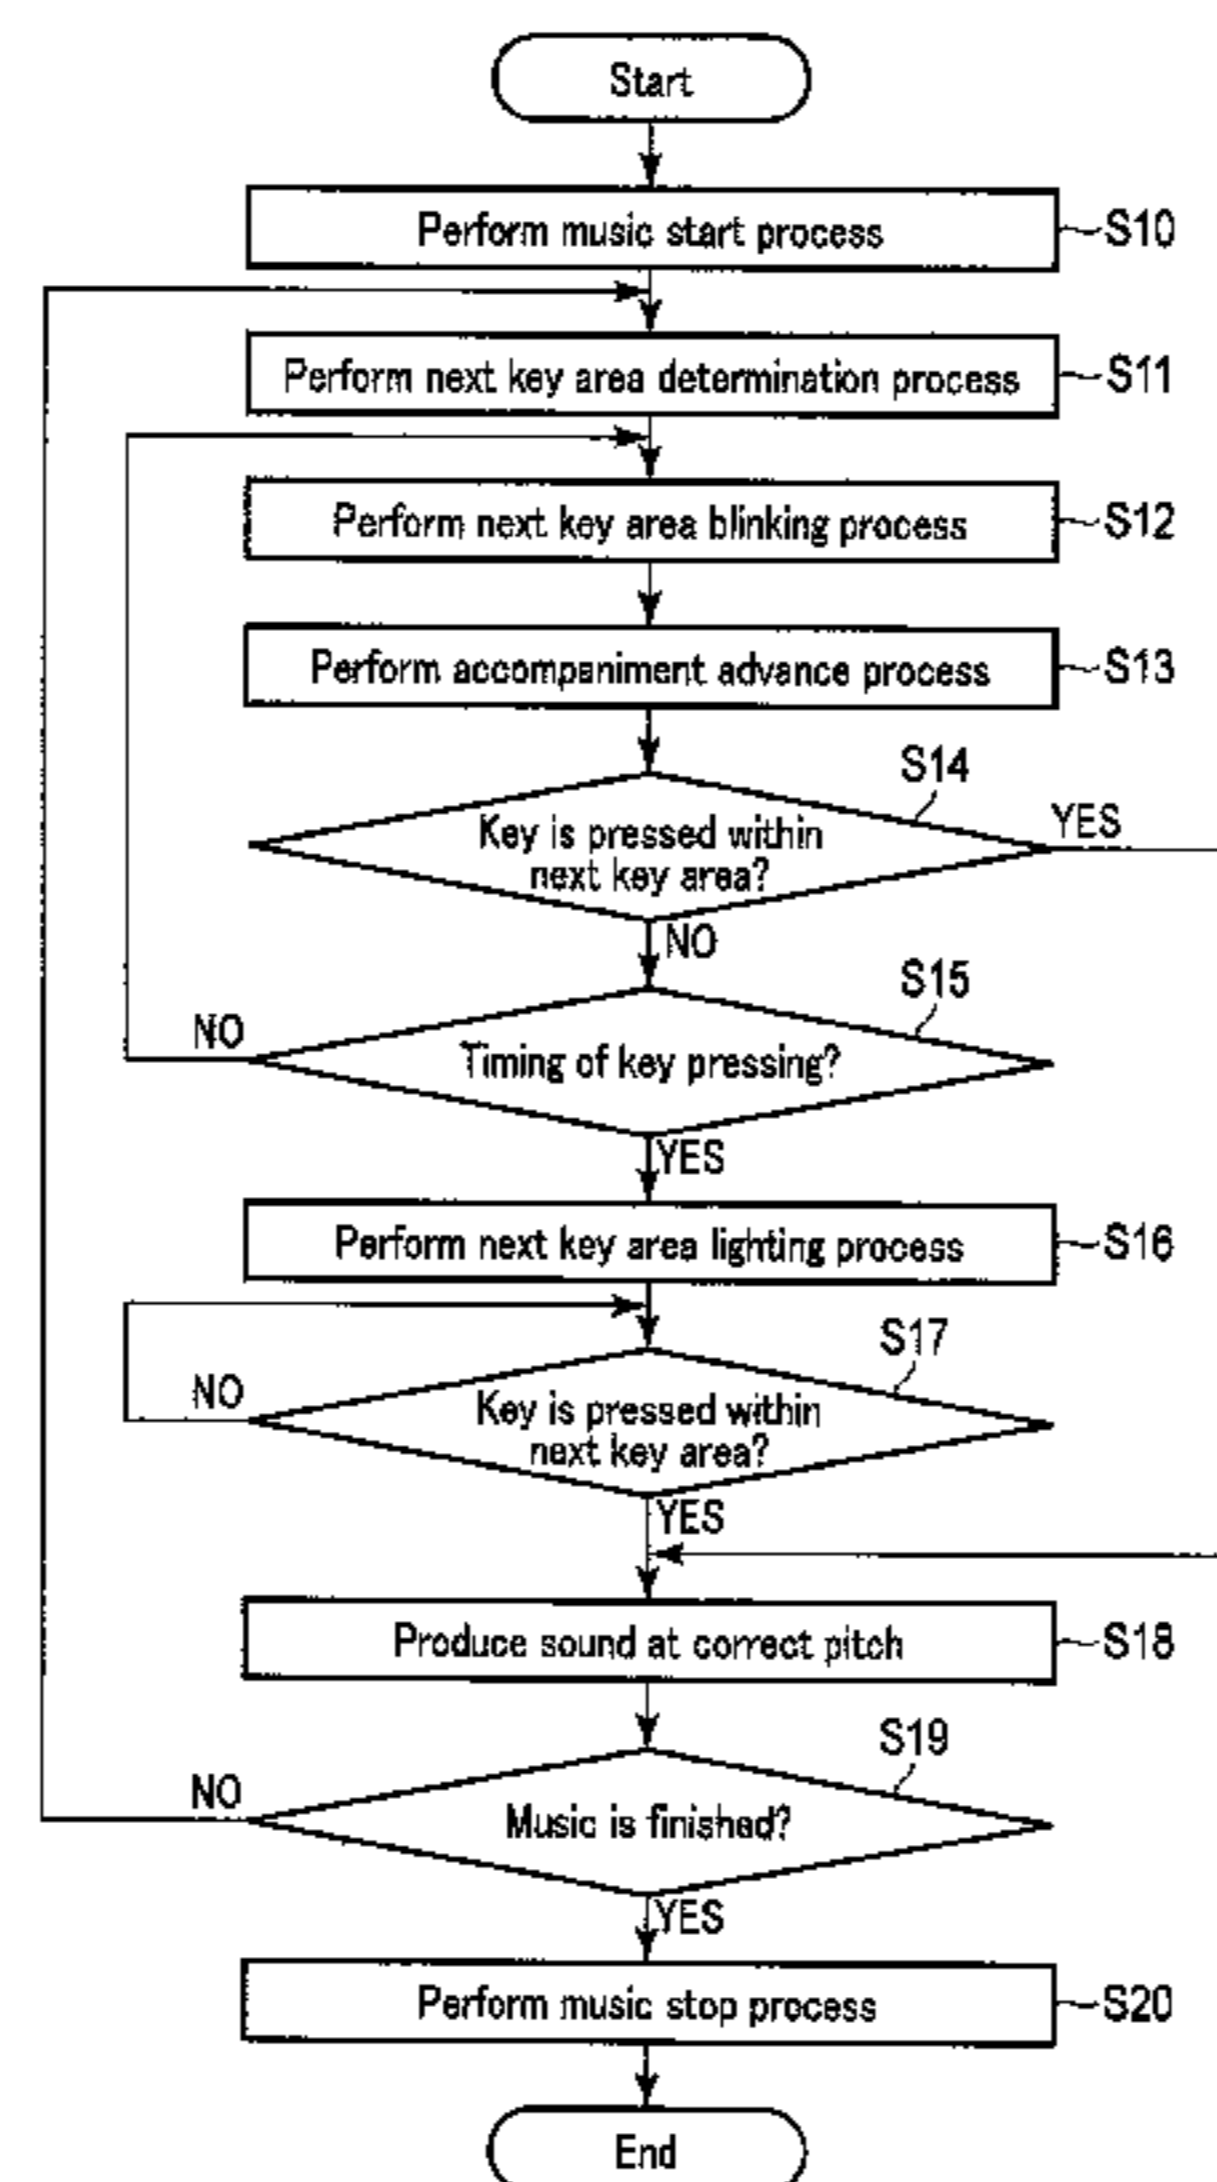 Start
Perform music start process
S10
Perform next key area determination process
S11
Perform next key area blinking process
S12
Perform accompaniment advance process
S13
S14
Key is pressed within
next key area?
YES
NO
S15
Timing of key pressing?
NO
YES
Perform next key area lighting process
S16
S17
Key is pressed within
next key area?
NO
YES
Produce sound at correct pitch
S18
S19
Music is finished?
NO
YES
Perform music stop process
S20
End